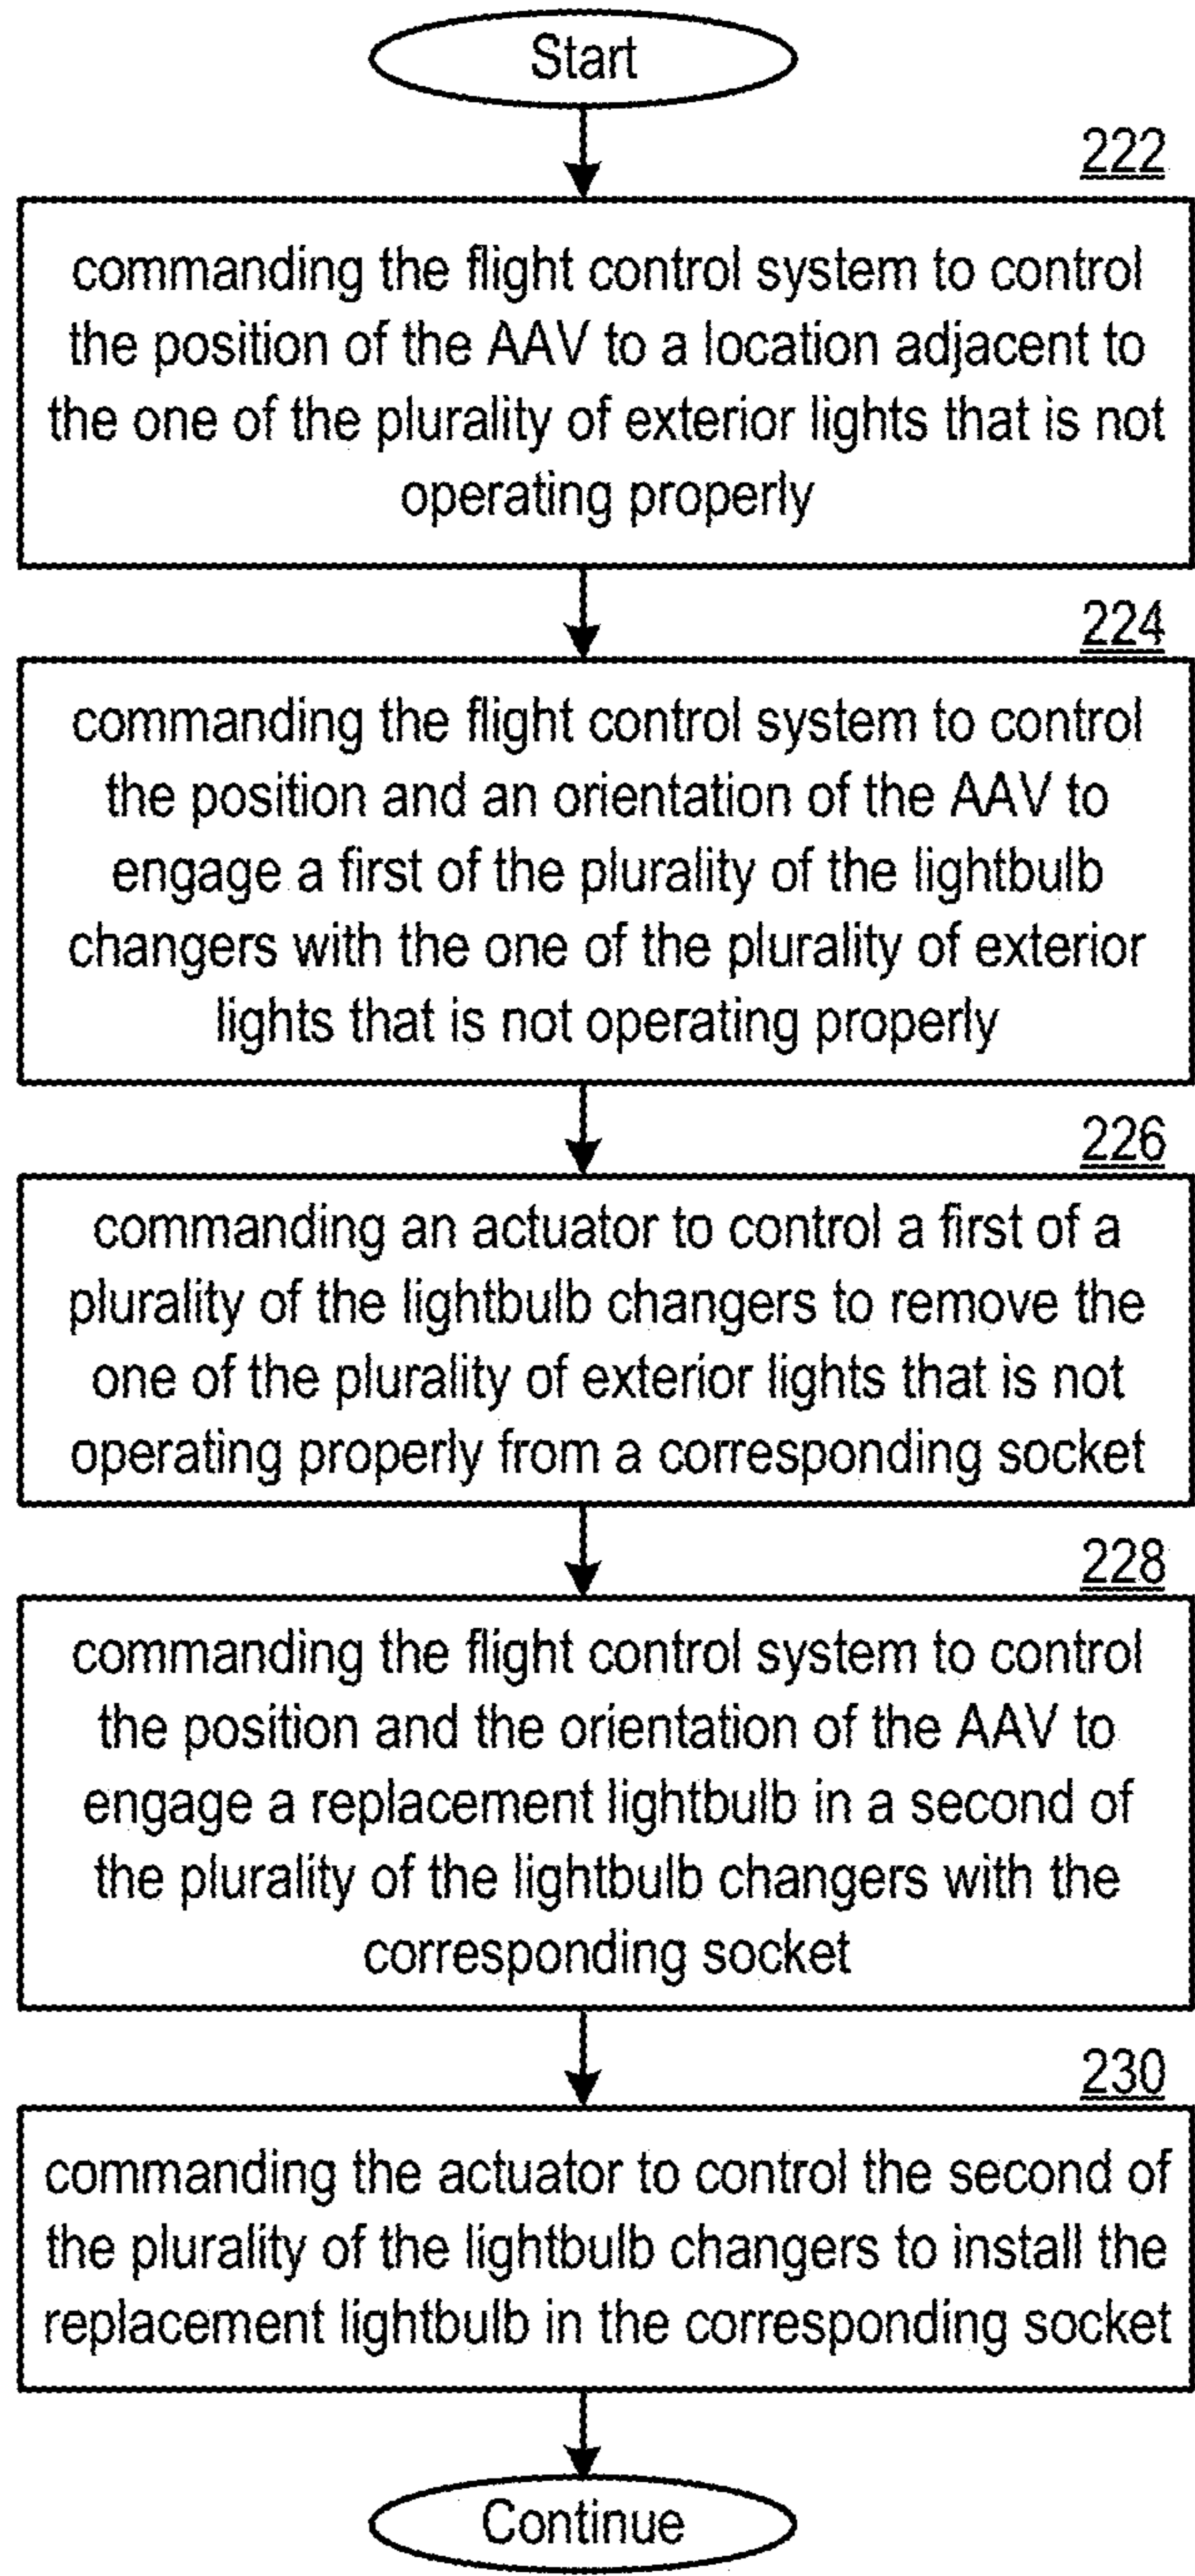 Start
222
commanding the flight control system to control
the position of the AAV to a location adjacent to
the one of the plurality of exterior lights that is not
operating properly
224
commanding the flight control system to control
the position and an orientation of the AAV to
engage a first of the plurality of the lightbulb
changers with the one of the plurality of exterior
lights that is not operating properly
226
commanding an actuator to control a first of a
plurality of the lightbulb changers to remove the
one of the plurality of exterior lights that is not
operating properly from a corresponding socket
228
commanding the flight control system to control
the position and the orientation of the AAV to
engage a replacement lightbulb in a second of
the plurality of the lightbulb changers with the
corresponding socket
230
commanding the actuator to control the second of
the plurality of the lightbulb changers to install the
replacement lightbulb in the corresponding socket
Continue